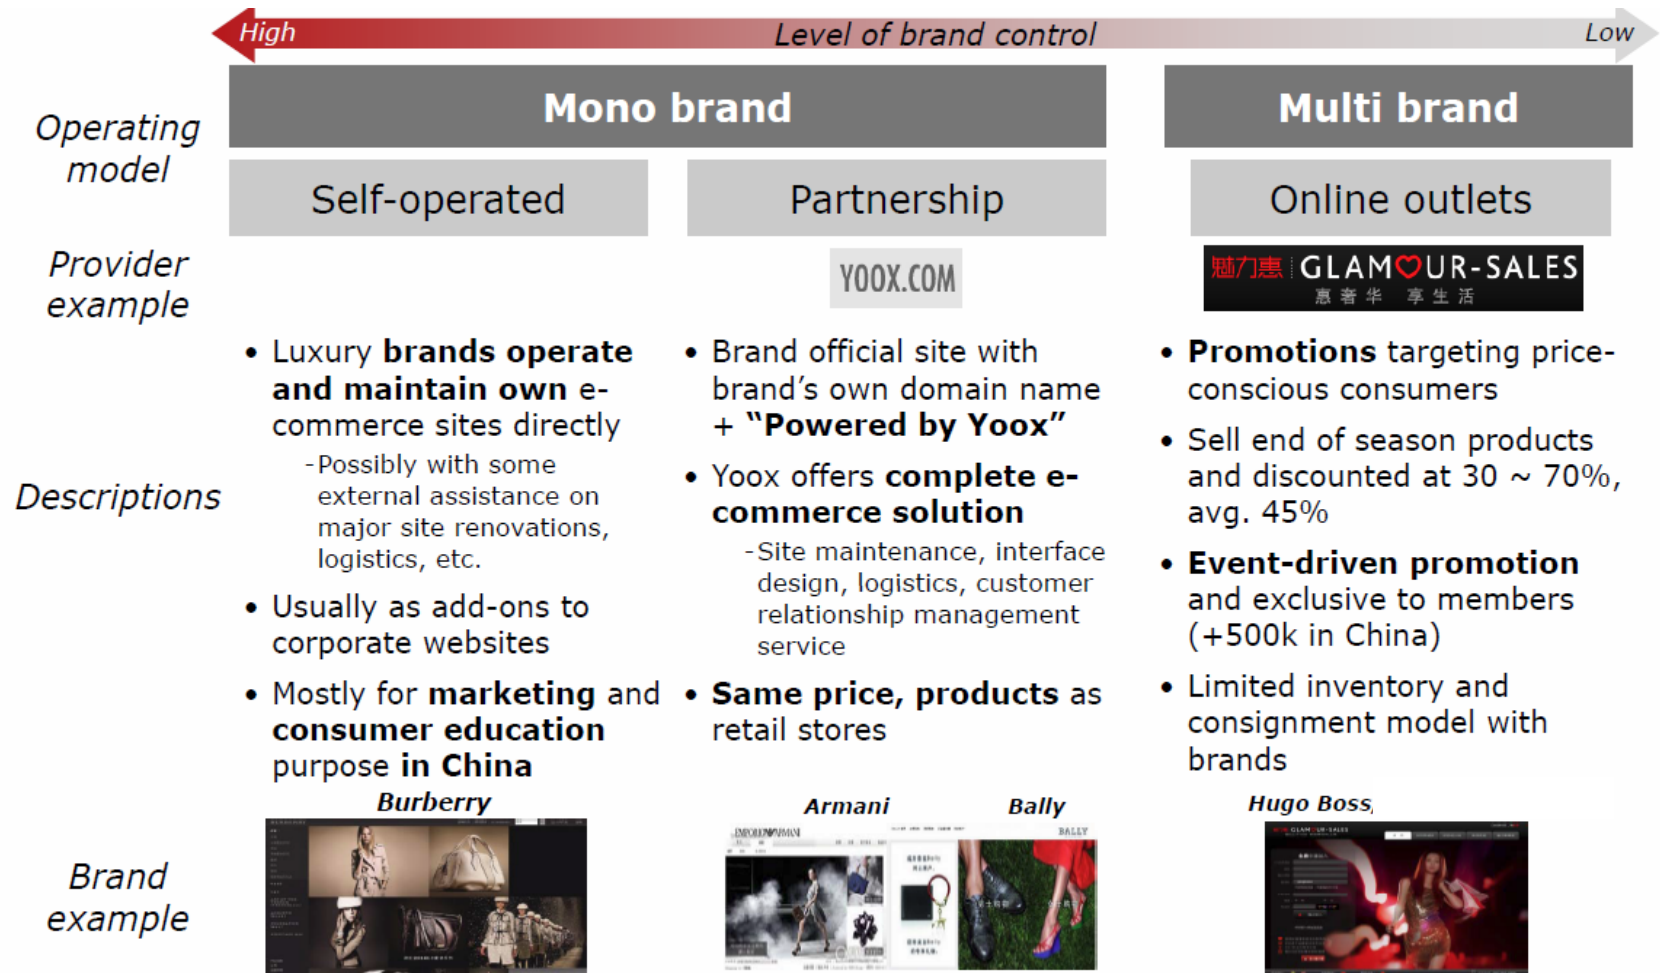 High
Level of brand control
Low
Operating
model
Mono brand
Multi brand
Self-operated
Partnership
Online outlets
Provider
example
YOOX.COM
魅力惠 GLAMOUR-SALES
惠奢华 享生活
Descriptions
• Luxury brands operate
and maintain own e-
commerce sites directly
-Possibly with some
external assistance on
major site renovations,
logistics, etc.
• Usually as add-ons to
corporate websites
• Mostly for marketing and
consumer education
purpose in China
• Brand official site with
brand's own domain name
+ “Powered by Yoox”
• Yoox offers complete e-
commerce solution
-Site maintenance, interface
design, logistics, customer
relationship management
service
• Same price, products as
retail stores
• Promotions targeting price-
conscious consumers
• Sell end of season products
and discounted at 30 ~ 70%,
avg. 45%
• Event-driven promotion
and exclusive to members
(+500k in China)
• Limited inventory and
consignment model with
brands
Brand
example
Burberry
Armani
Bally
Hugo Boss,
EMPORIO ARMANI
BALLY
GLAMOUR-SALES